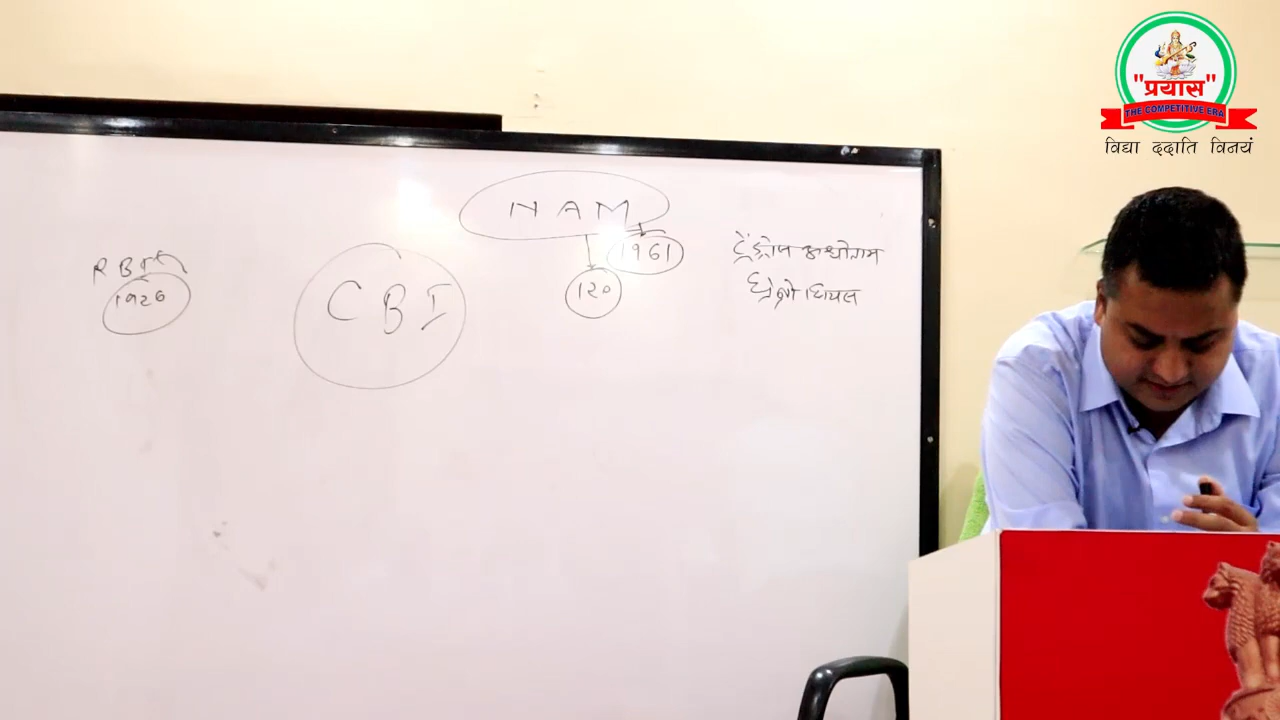 "प्रयास"
THE COMPETITIVE ERA
विद्या ददाति विनयं
NAM
1961
120
RBI
1926
CBI